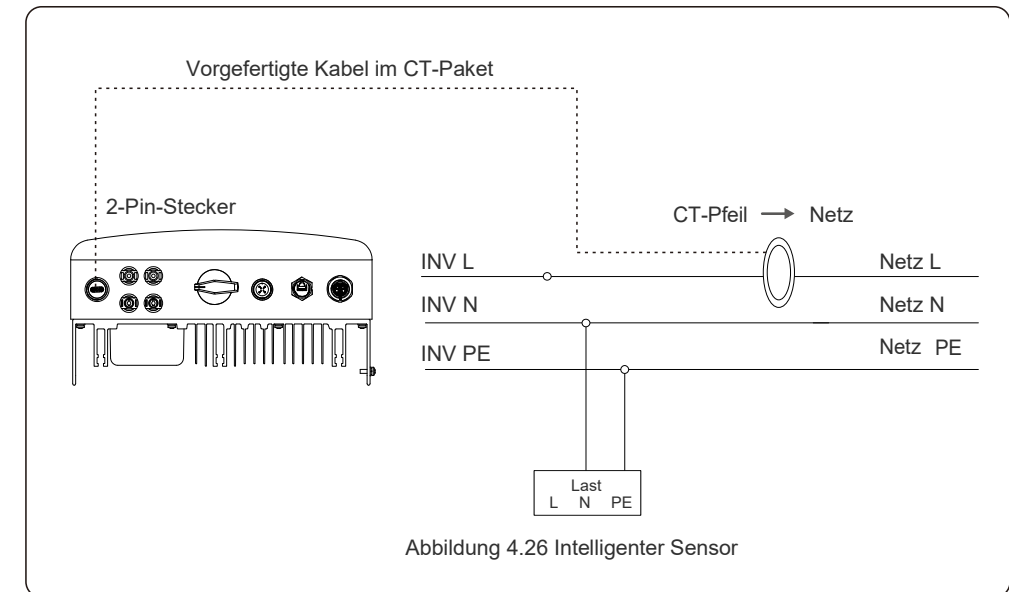 Vorgefertigte Kabel im CT-Paket
2-Pin-Stecker
CT-Pfeil → Netz
INV L
Netz L
INV N
Netz N
INV PE
Netz PE
Last
L N PE
Abbildung 4.26 Intelligenter Sensor